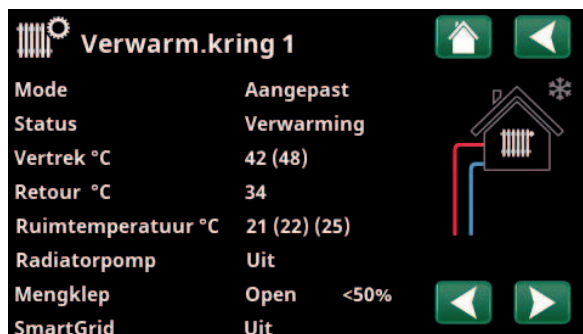 Verwarm.kring 1
Mode Aangepast
Status Verwarming
Vertrek °C 42 (48)
Retour °C 34
Ruimtemperatuur °C 21 (22) (25)
Radiatorpomp Uit
Mengklep Open <50%
SmartGrid Uit